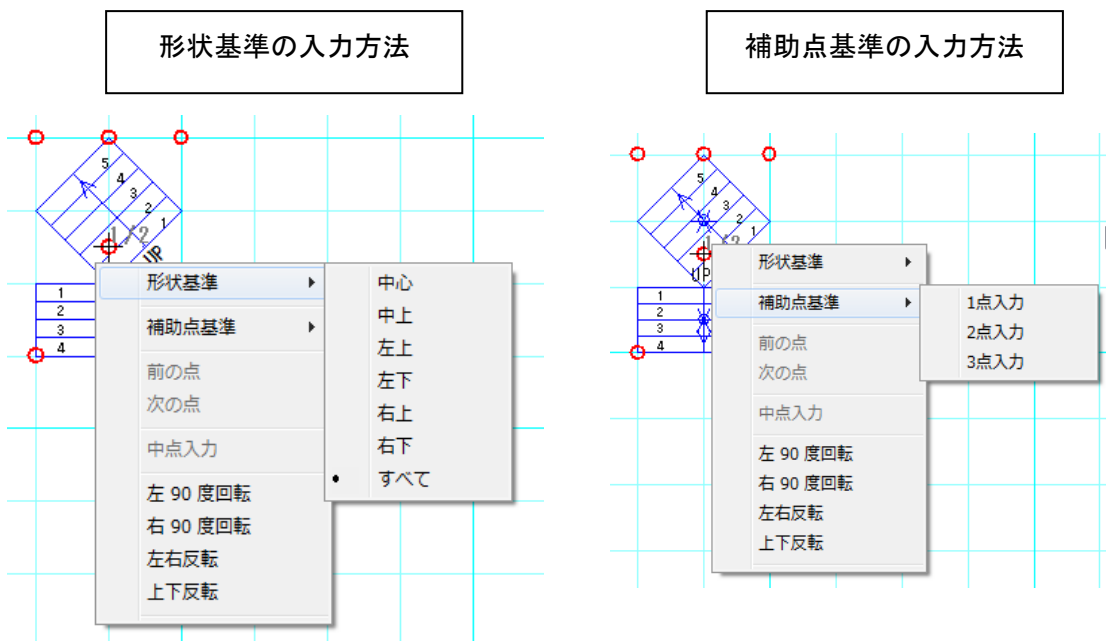 形状基準の入力方法
5
4
3
2
1
1/2
UP
1
2
3
4
形状基準
補助点基準
前の点
次の点
中点入力
左 90 度回転
右 90 度回転
左右反転
上下反転
中心
中上
左上
左下
右上
右下
すべて
補助点基準の入力方法
5
4
3
2
1
UP
1
2
3
4
形状基準
補助点基準
前の点
次の点
中点入力
左 90 度回転
右 90 度回転
左右反転
上下反転
1点入力
2点入力
3点入力